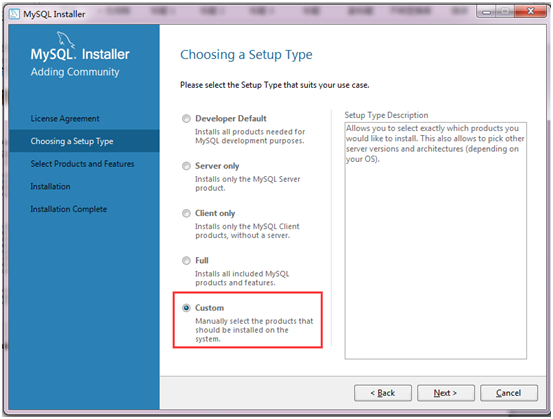 MySQL Installer
MySQL. Installer
Adding Community
License Agreement
Choosing a Setup Type
Select Products and Features
Installation
Installation Complete
Choosing a Setup Type
Please select the Setup Type that suits your use case.
Developer Default
Installs all products needed for
MySQL development purposes.
Server only
Installs only the MySQL Server
product.
Client only
Installs only the MySQL Client
products, without a server.
Full
Installs all included MySQL
products and features.
Custom
Manually select the products that
should be installed on the
system.
Setup Type Description
Allows you to select exactly which products you
would like to install. This also allows to pick other
server versions and architectures (depending on
your OS).
< Back
Next >
Cancel